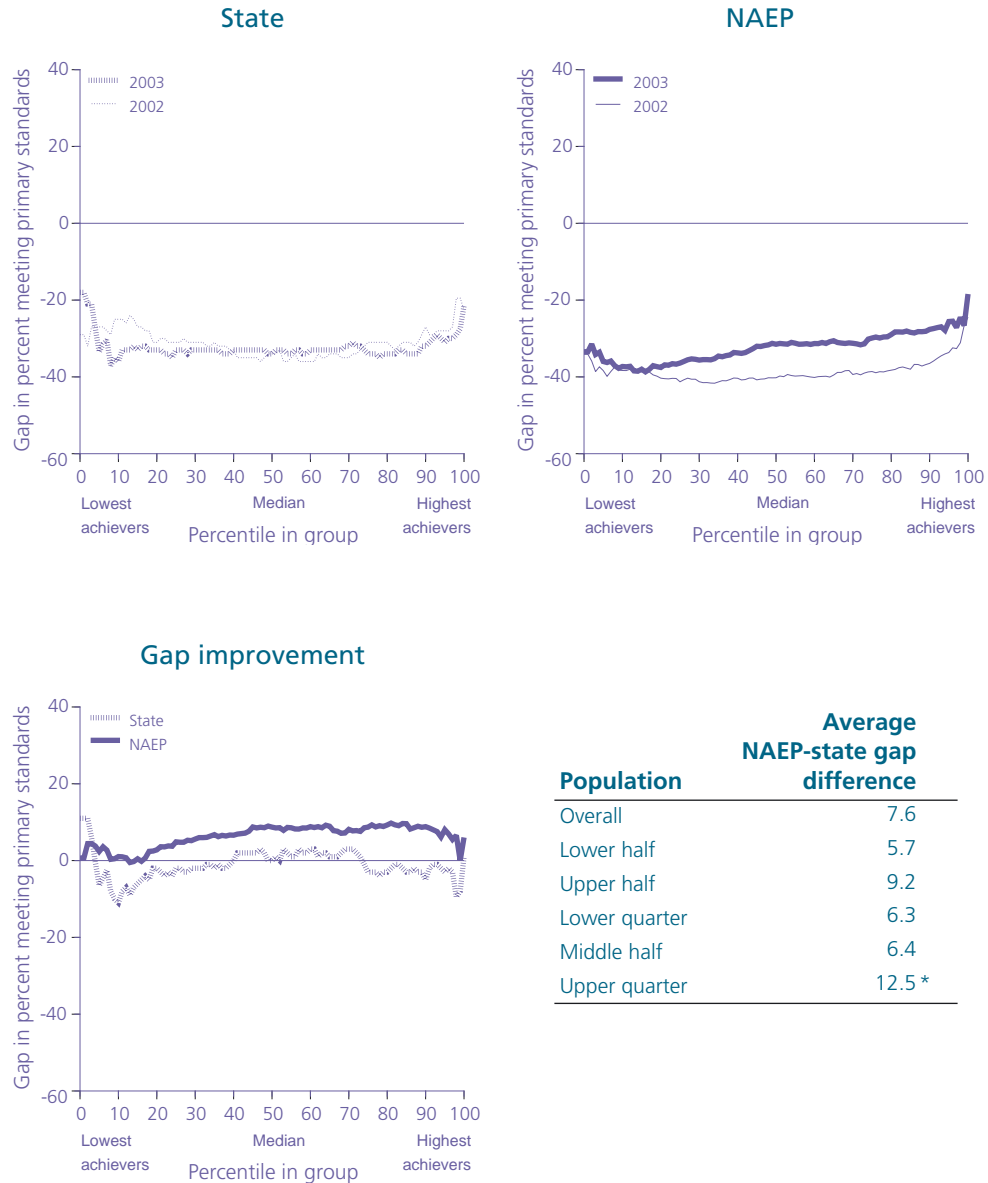 State
Gap in percent meeting primary standards
40
20
0
-20
-40
-60
2003
2002
0 10 20 30 40 50 60 70 80 90 100
Lowest Median Highest
achievers achievers
Percentile in group
NAEP
Gap in percent meeting primary standards
40
20
0
-20
-40
-60
2003
2002
0 10 20 30 40 50 60 70 80 90 100
Lowest Median Highest
achievers achievers
Percentile in group
Gap improvement
Gap in percent meeting primary standards
40
20
0
-20
-40
-60
State
NAEP
0 10 20 30 40 50 60 70 80 90 100
Lowest Median Highest
achievers achievers
Percentile in group
Average
NAEP-state gap
Population difference
Overall 7.6
Lower half 5.7
Upper half 9.2
Lower quarter 6.3
Middle half 6.4
Upper quarter 12.5 *